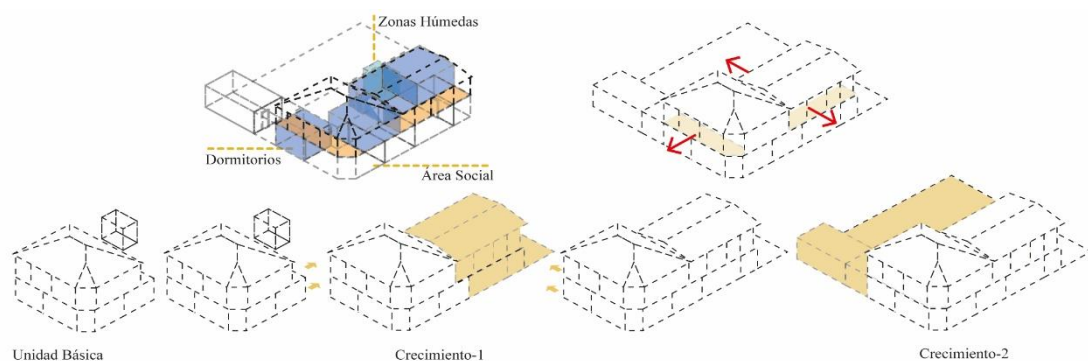 Zonas Húmedas
Dormitorios
Área Social
Unidad Básica
Crecimiento-1
Crecimiento-2